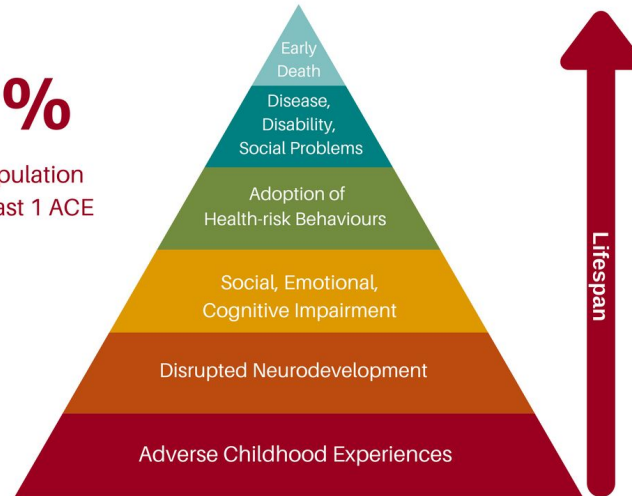 %
pulation
ast 1 ACE
Early
Death
Disease,
Disability,
Social Problems
Adoption of
Health-risk Behaviours
Social, Emotional,
Cognitive Impairment
Disrupted Neurodevelopment
Adverse Childhood Experiences
Lifespan